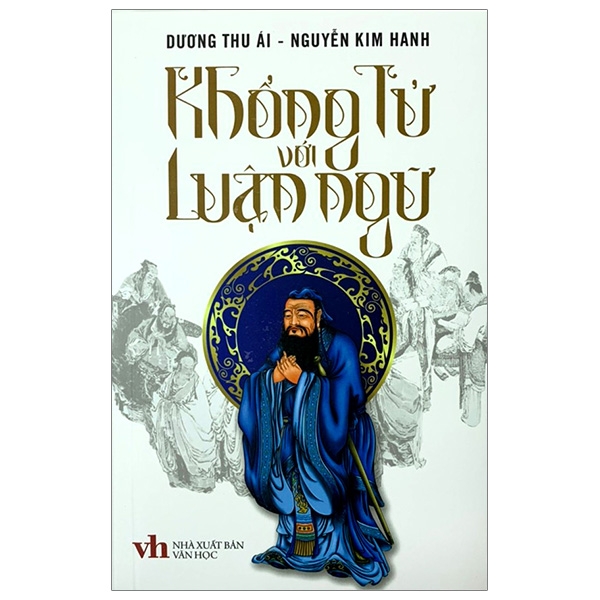 DƯƠNG THU ÁI - NGUYỄN KIM HANH
Khổng Tử
với
Luận ngữ
vh NHÀ XUẤT BẢN
VĂN HỌC